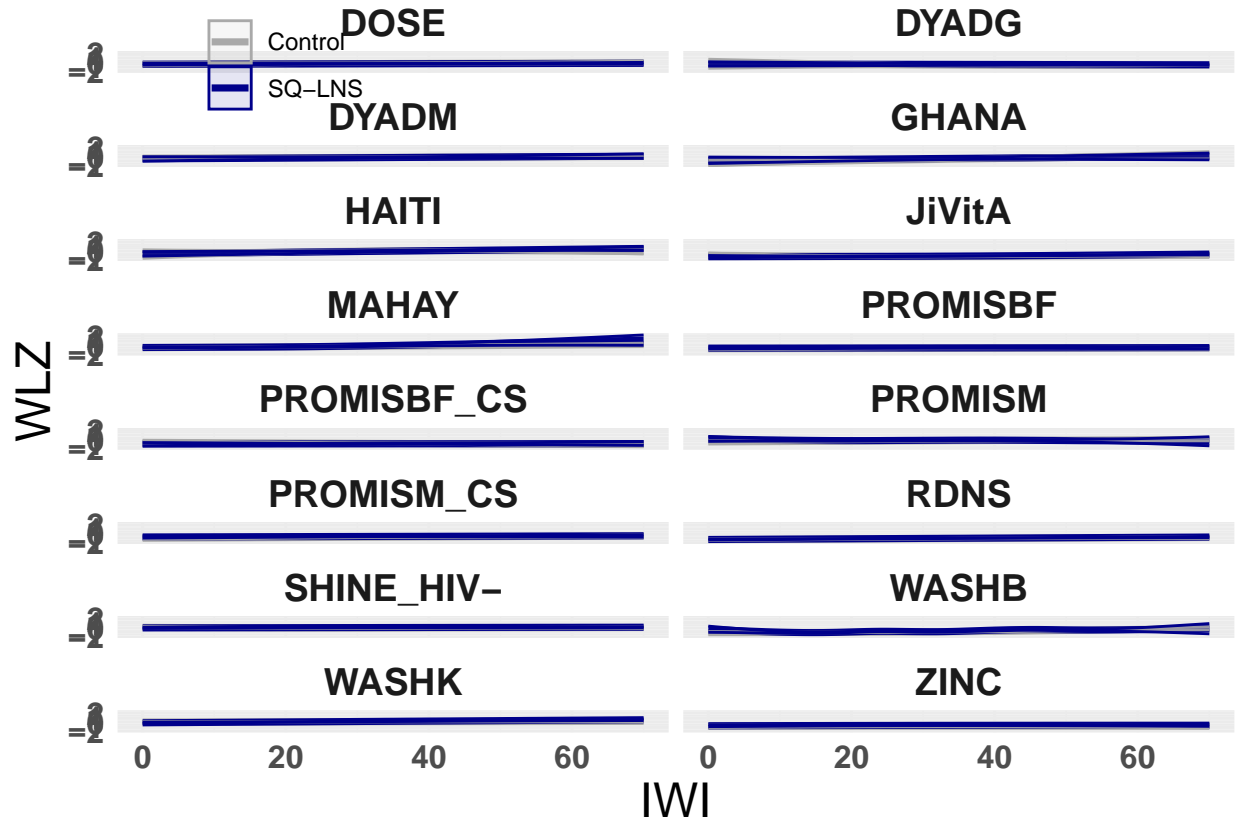 DOSE DYADG
Control
SQ−LNS
DYADM GHANA
HAITI JiVitA
MAHAY PROMISBF
WLZ
PROMISBF_CS PROMISM
PROMISM_CS RDNS
SHINE_HIV− WASHB
WASHK ZINC
0 20 40 60 0 20 40 60
IWI